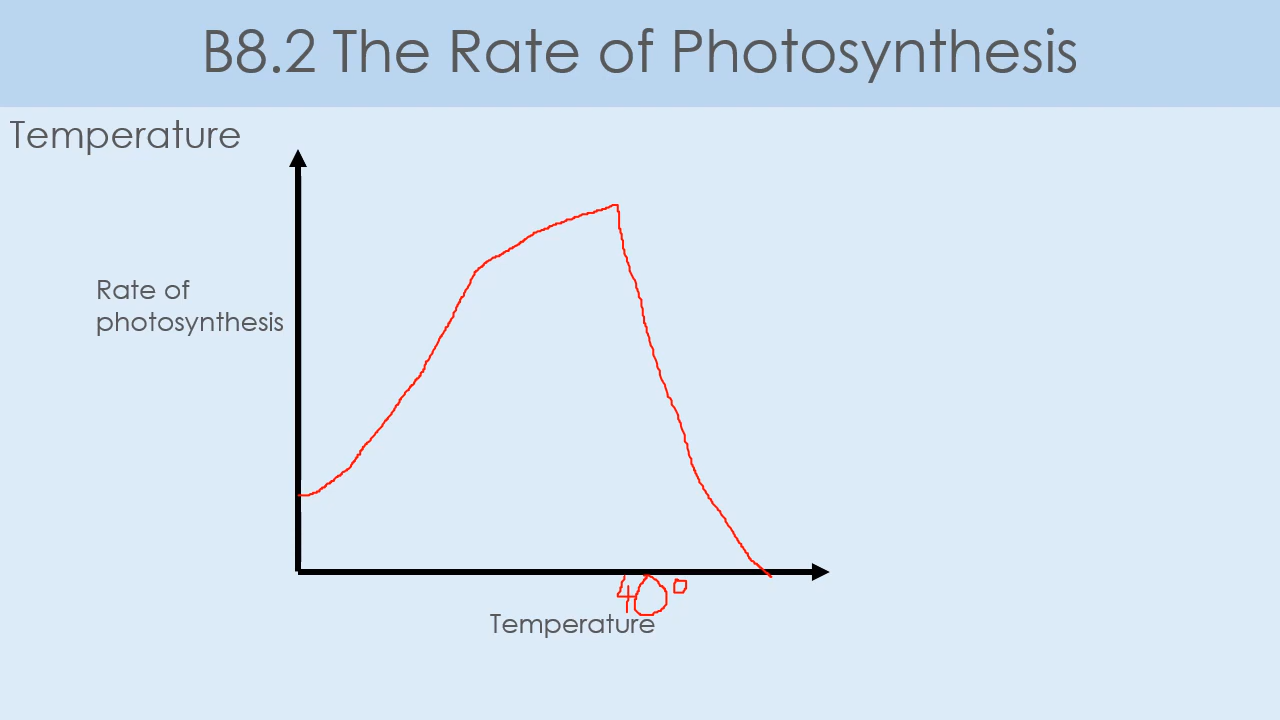 B8.2 The Rate of Photosynthesis
Temperature
Rate of
photosynthesis
40°
Temperature